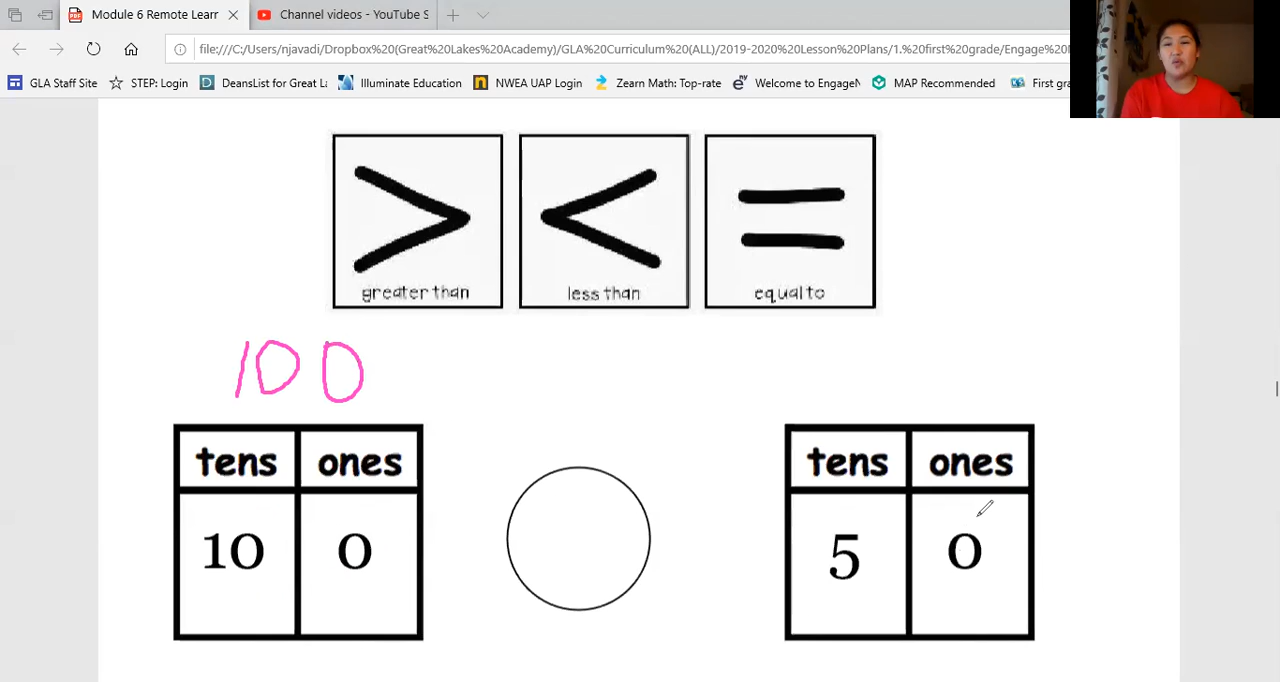 Module 6 Remote Learr
Channel videos - YouTube S
file:///C:/Users/njavadi/Dropbox%20(Great%20Lakes%20Academy)/GLA%20Curriculum%20(ALL)/2019-2020%20Lesson%20Plans/1.%20first%20grade/Engage%20
GLA Staff Site STEP: Login DeansList for Great La Illuminate Education NWEA UAP Login Zearn Math: Top-rate Welcome to EngageN MAP Recommended First gra
> < =
greater than less than equal to
100
tens ones tens ones
10 0 5 0